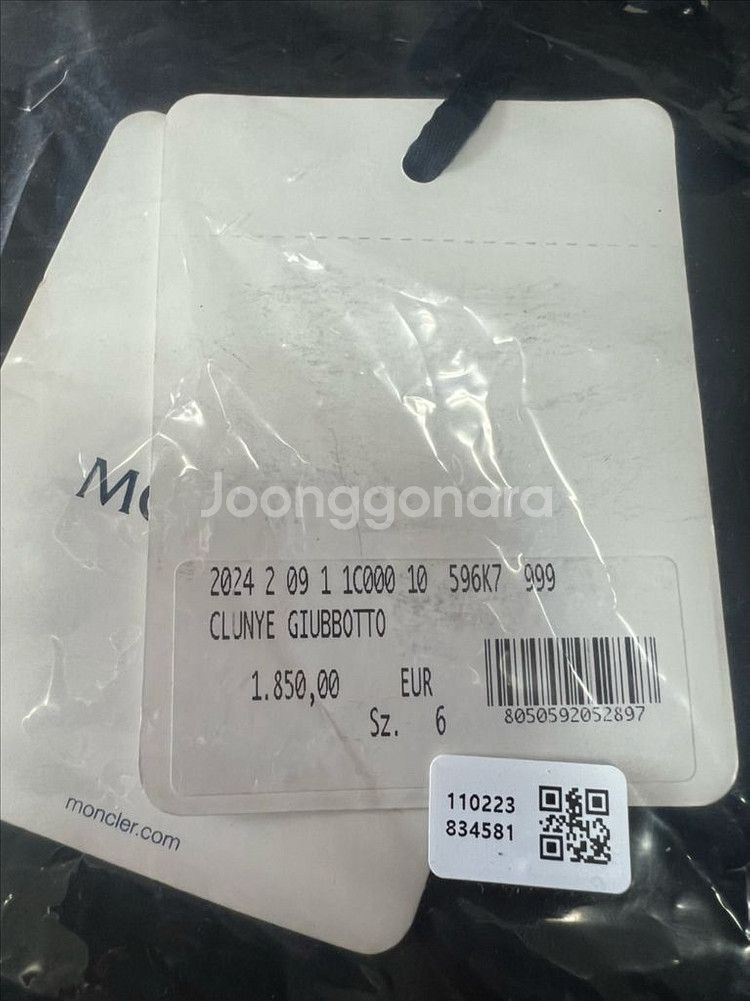 Joonggonara
2024 2 09 1 1C000 10 596K7 999
CLUNYE GIUBBOTTO
1.850,00 EUR
Sz. 6
8050592052897
110223
834581
moncler.com